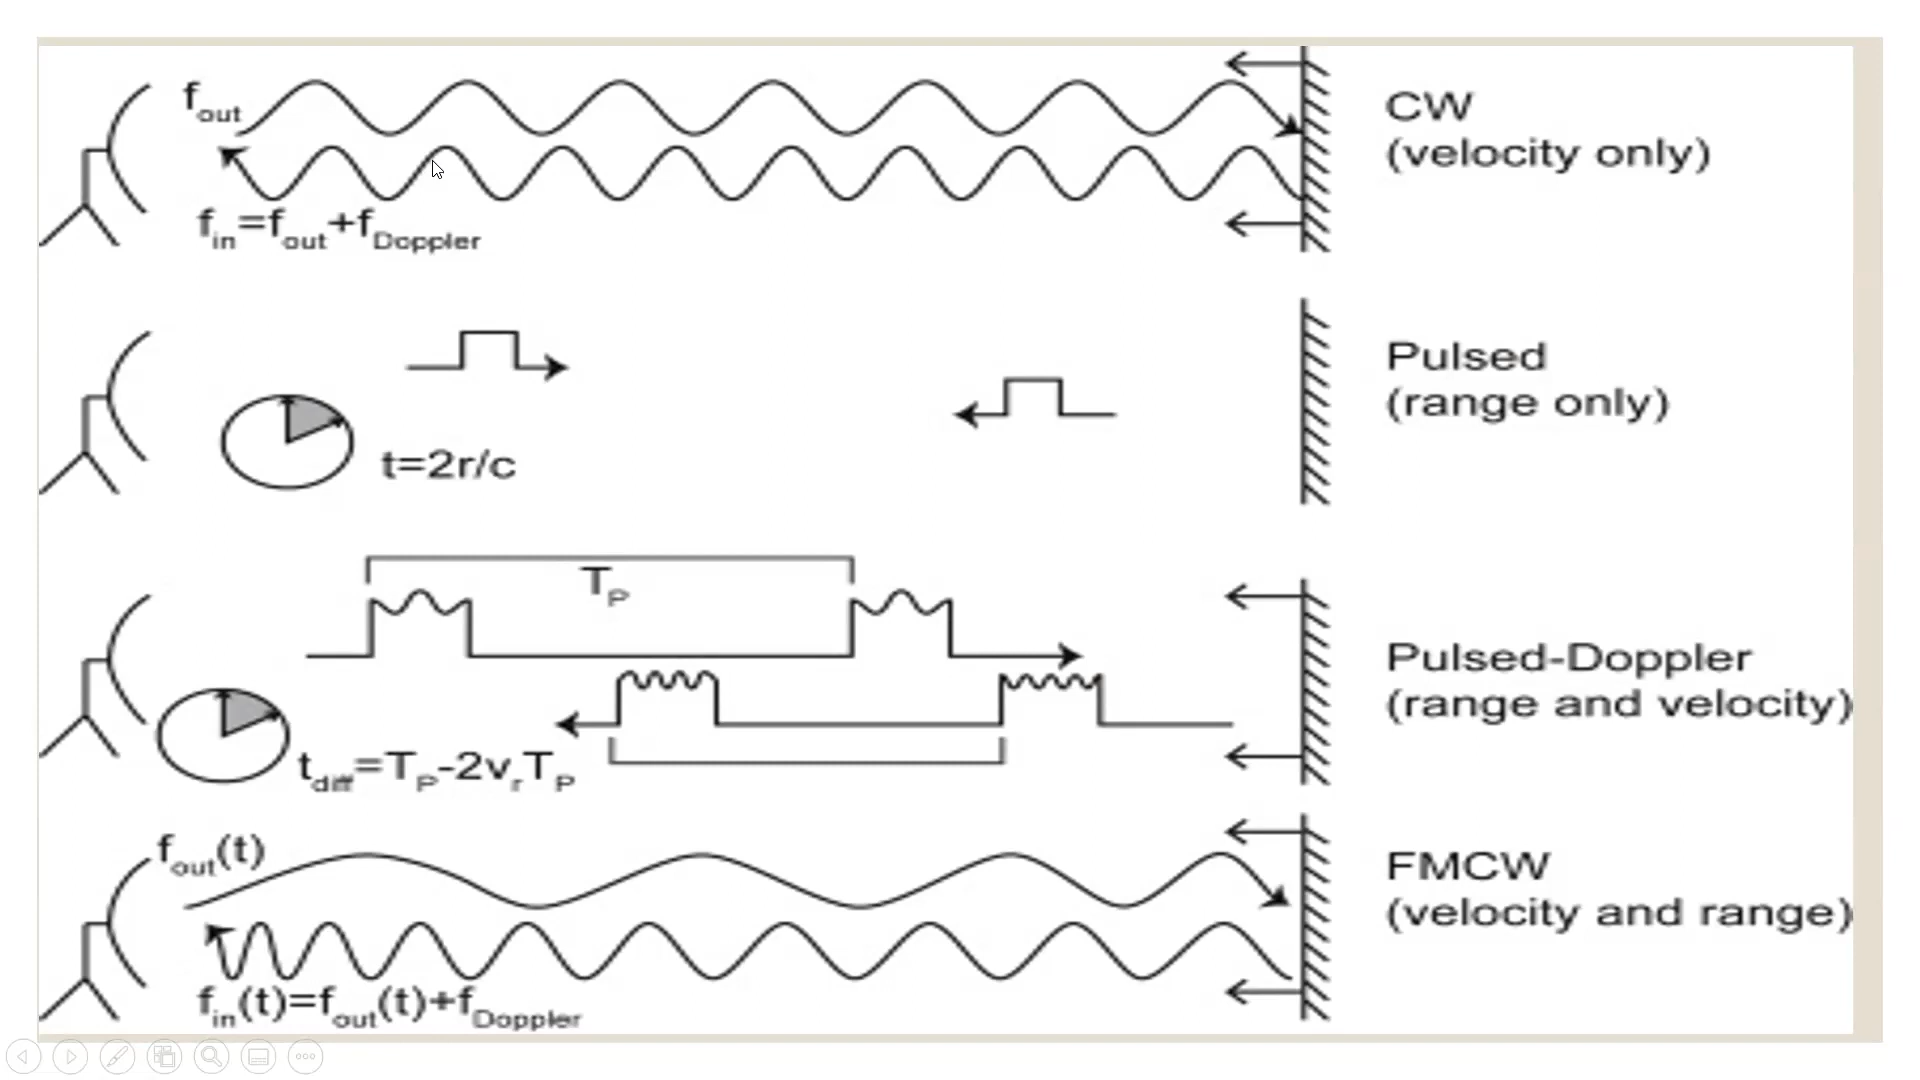 f_out
CW
(velocity only)
f_in=f_out+f_Doppler
Pulsed
(range only)
t=2r/c
T_P
Pulsed-Doppler
(range and velocity)
t_diff=T_P-2v_rT_P
f_out(t)
FMCW
(velocity and range)
f_in(t)=f_out(t)+f_Doppler